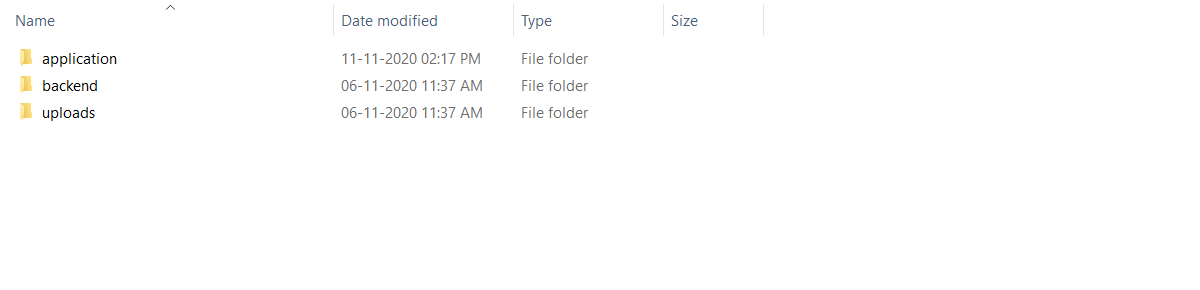 Name Date modified Type Size
application 11-11-2020 02:17 PM File folder
backend 06-11-2020 11:37 AM File folder
uploads 06-11-2020 11:37 AM File folder